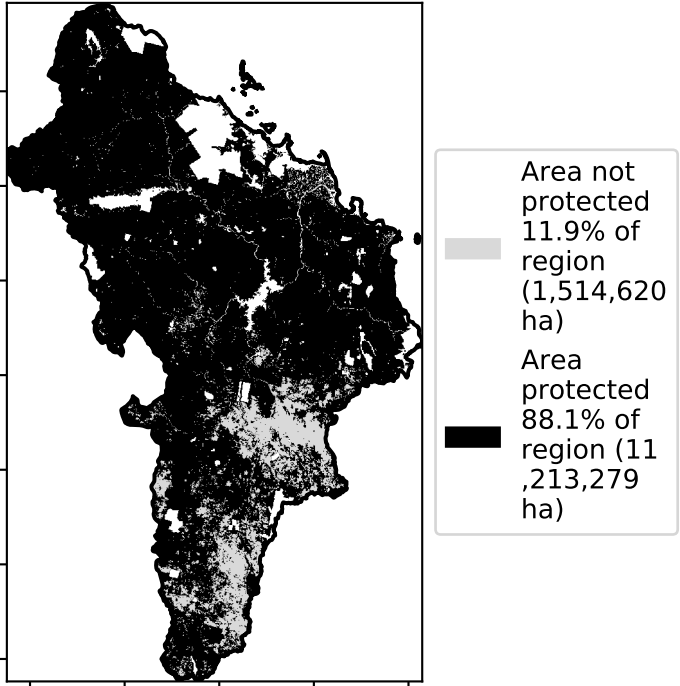 Area not
protected
11.9% of
region
(1,514,620
ha)
Area
protected
88.1% of
region (11
,213,279
ha)